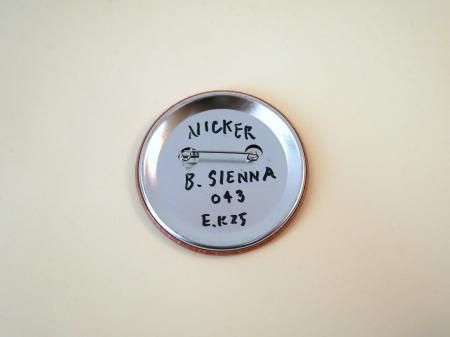 NICKER
B. SIENNA
043
E.K25